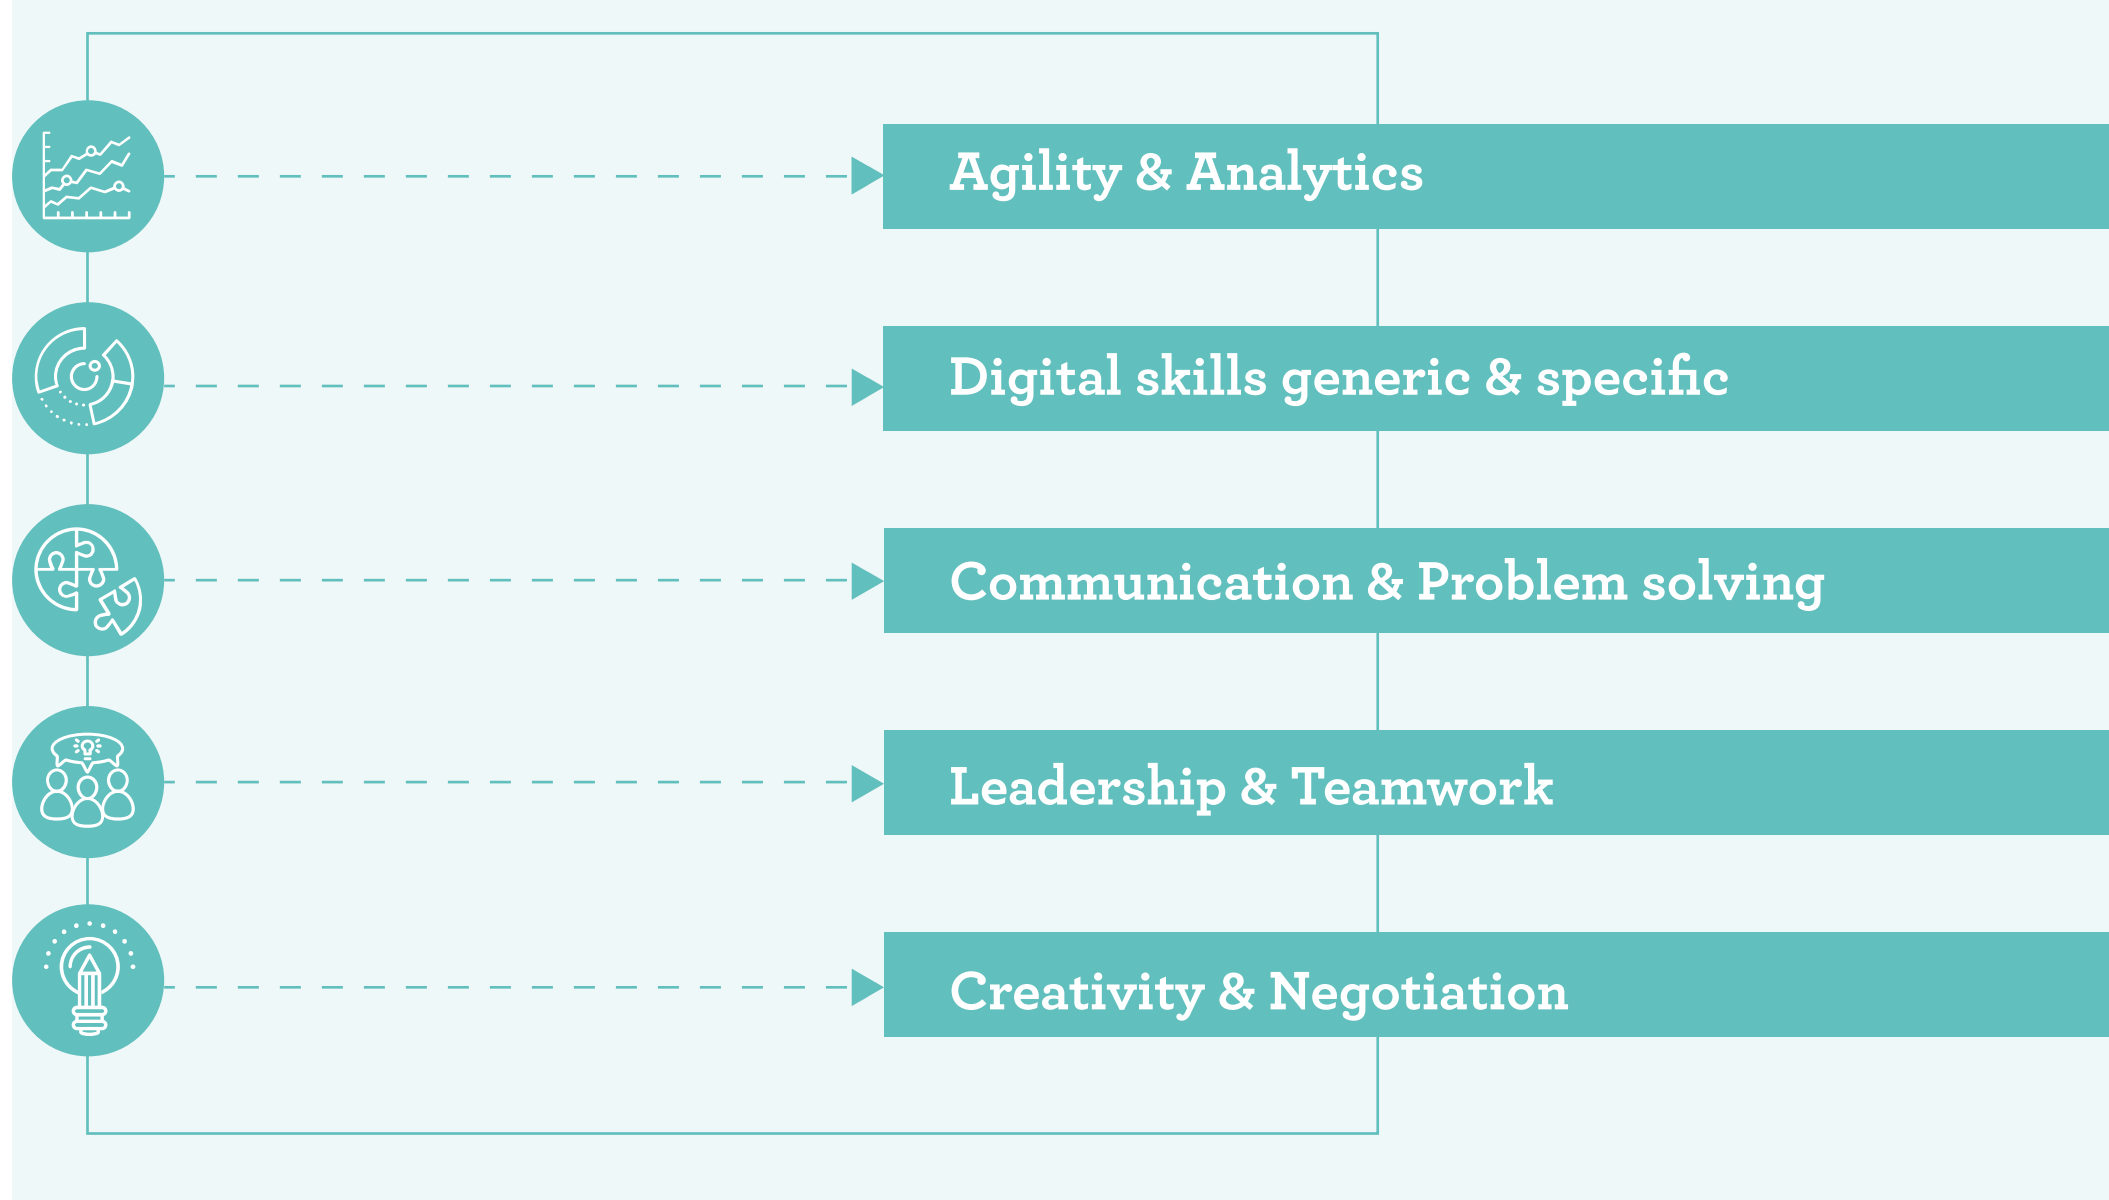 Agility & Analytics
Digital skills generic & specific
Communication & Problem solving
Leadership & Teamwork
Creativity & Negotiation